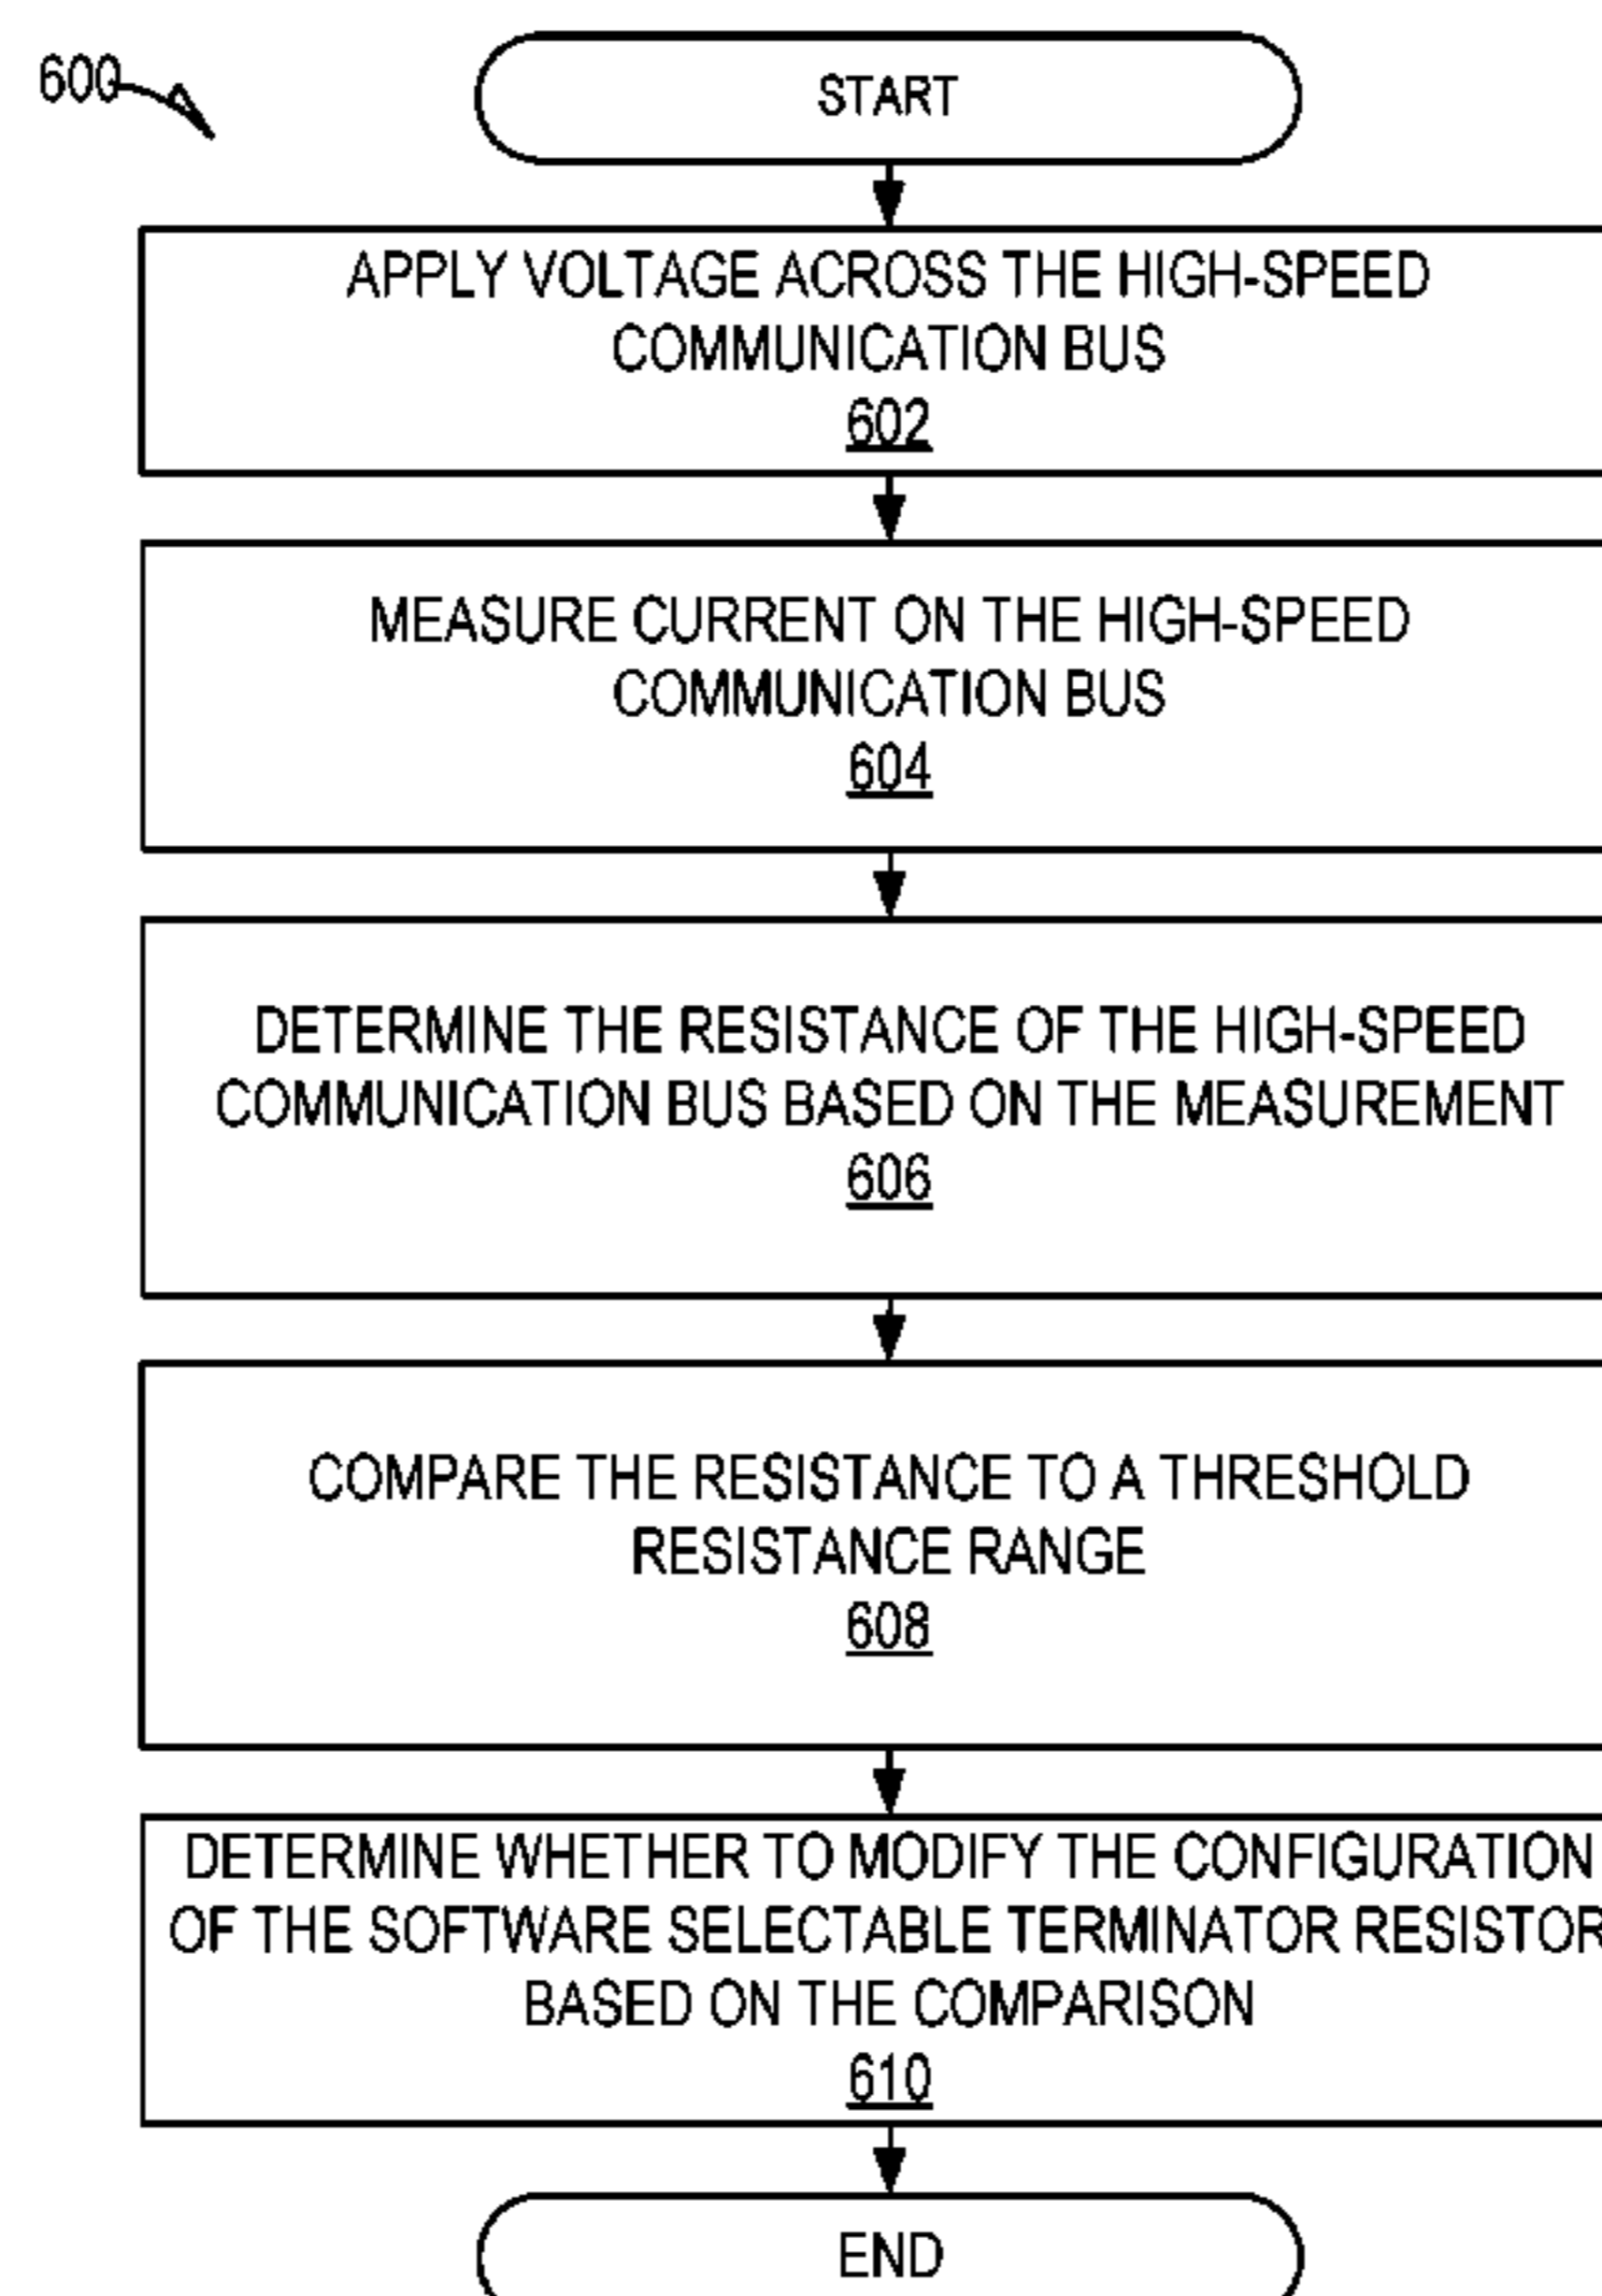 600
START
APPLY VOLTAGE ACROSS THE HIGH-SPEED
COMMUNICATION BUS
602
MEASURE CURRENT ON THE HIGH-SPEED
COMMUNICATION BUS
604
DETERMINE THE RESISTANCE OF THE HIGH-SPEED
COMMUNICATION BUS BASED ON THE MEASUREMENT
606
COMPARE THE RESISTANCE TO A THRESHOLD
RESISTANCE RANGE
608
DETERMINE WHETHER TO MODIFY THE CONFIGURATION
OF THE SOFTWARE SELECTABLE TERMINATOR RESISTOR
BASED ON THE COMPARISON
610
END